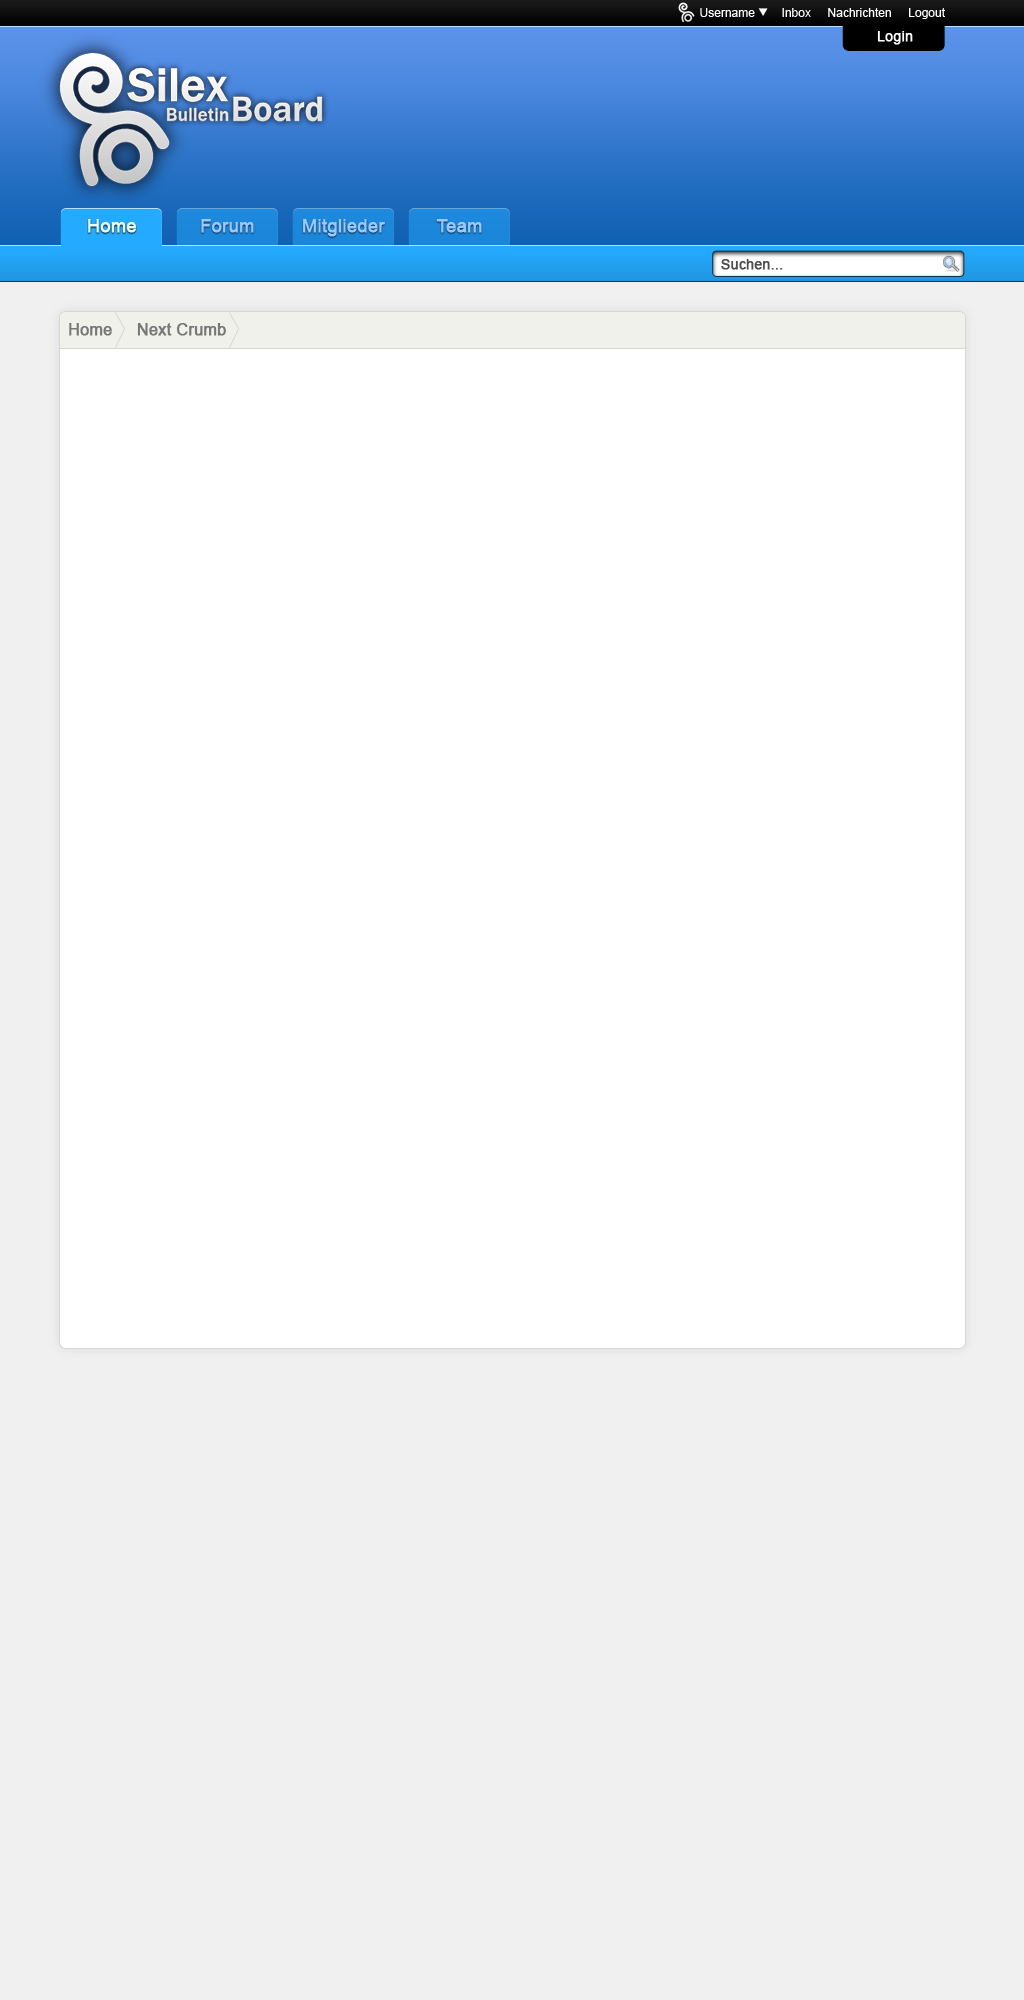 Username Inbox Nachrichten Logout
Login
Silex
Bulletin Board
Home Forum Mitglieder Team
Suchen...
Home Next Crumb